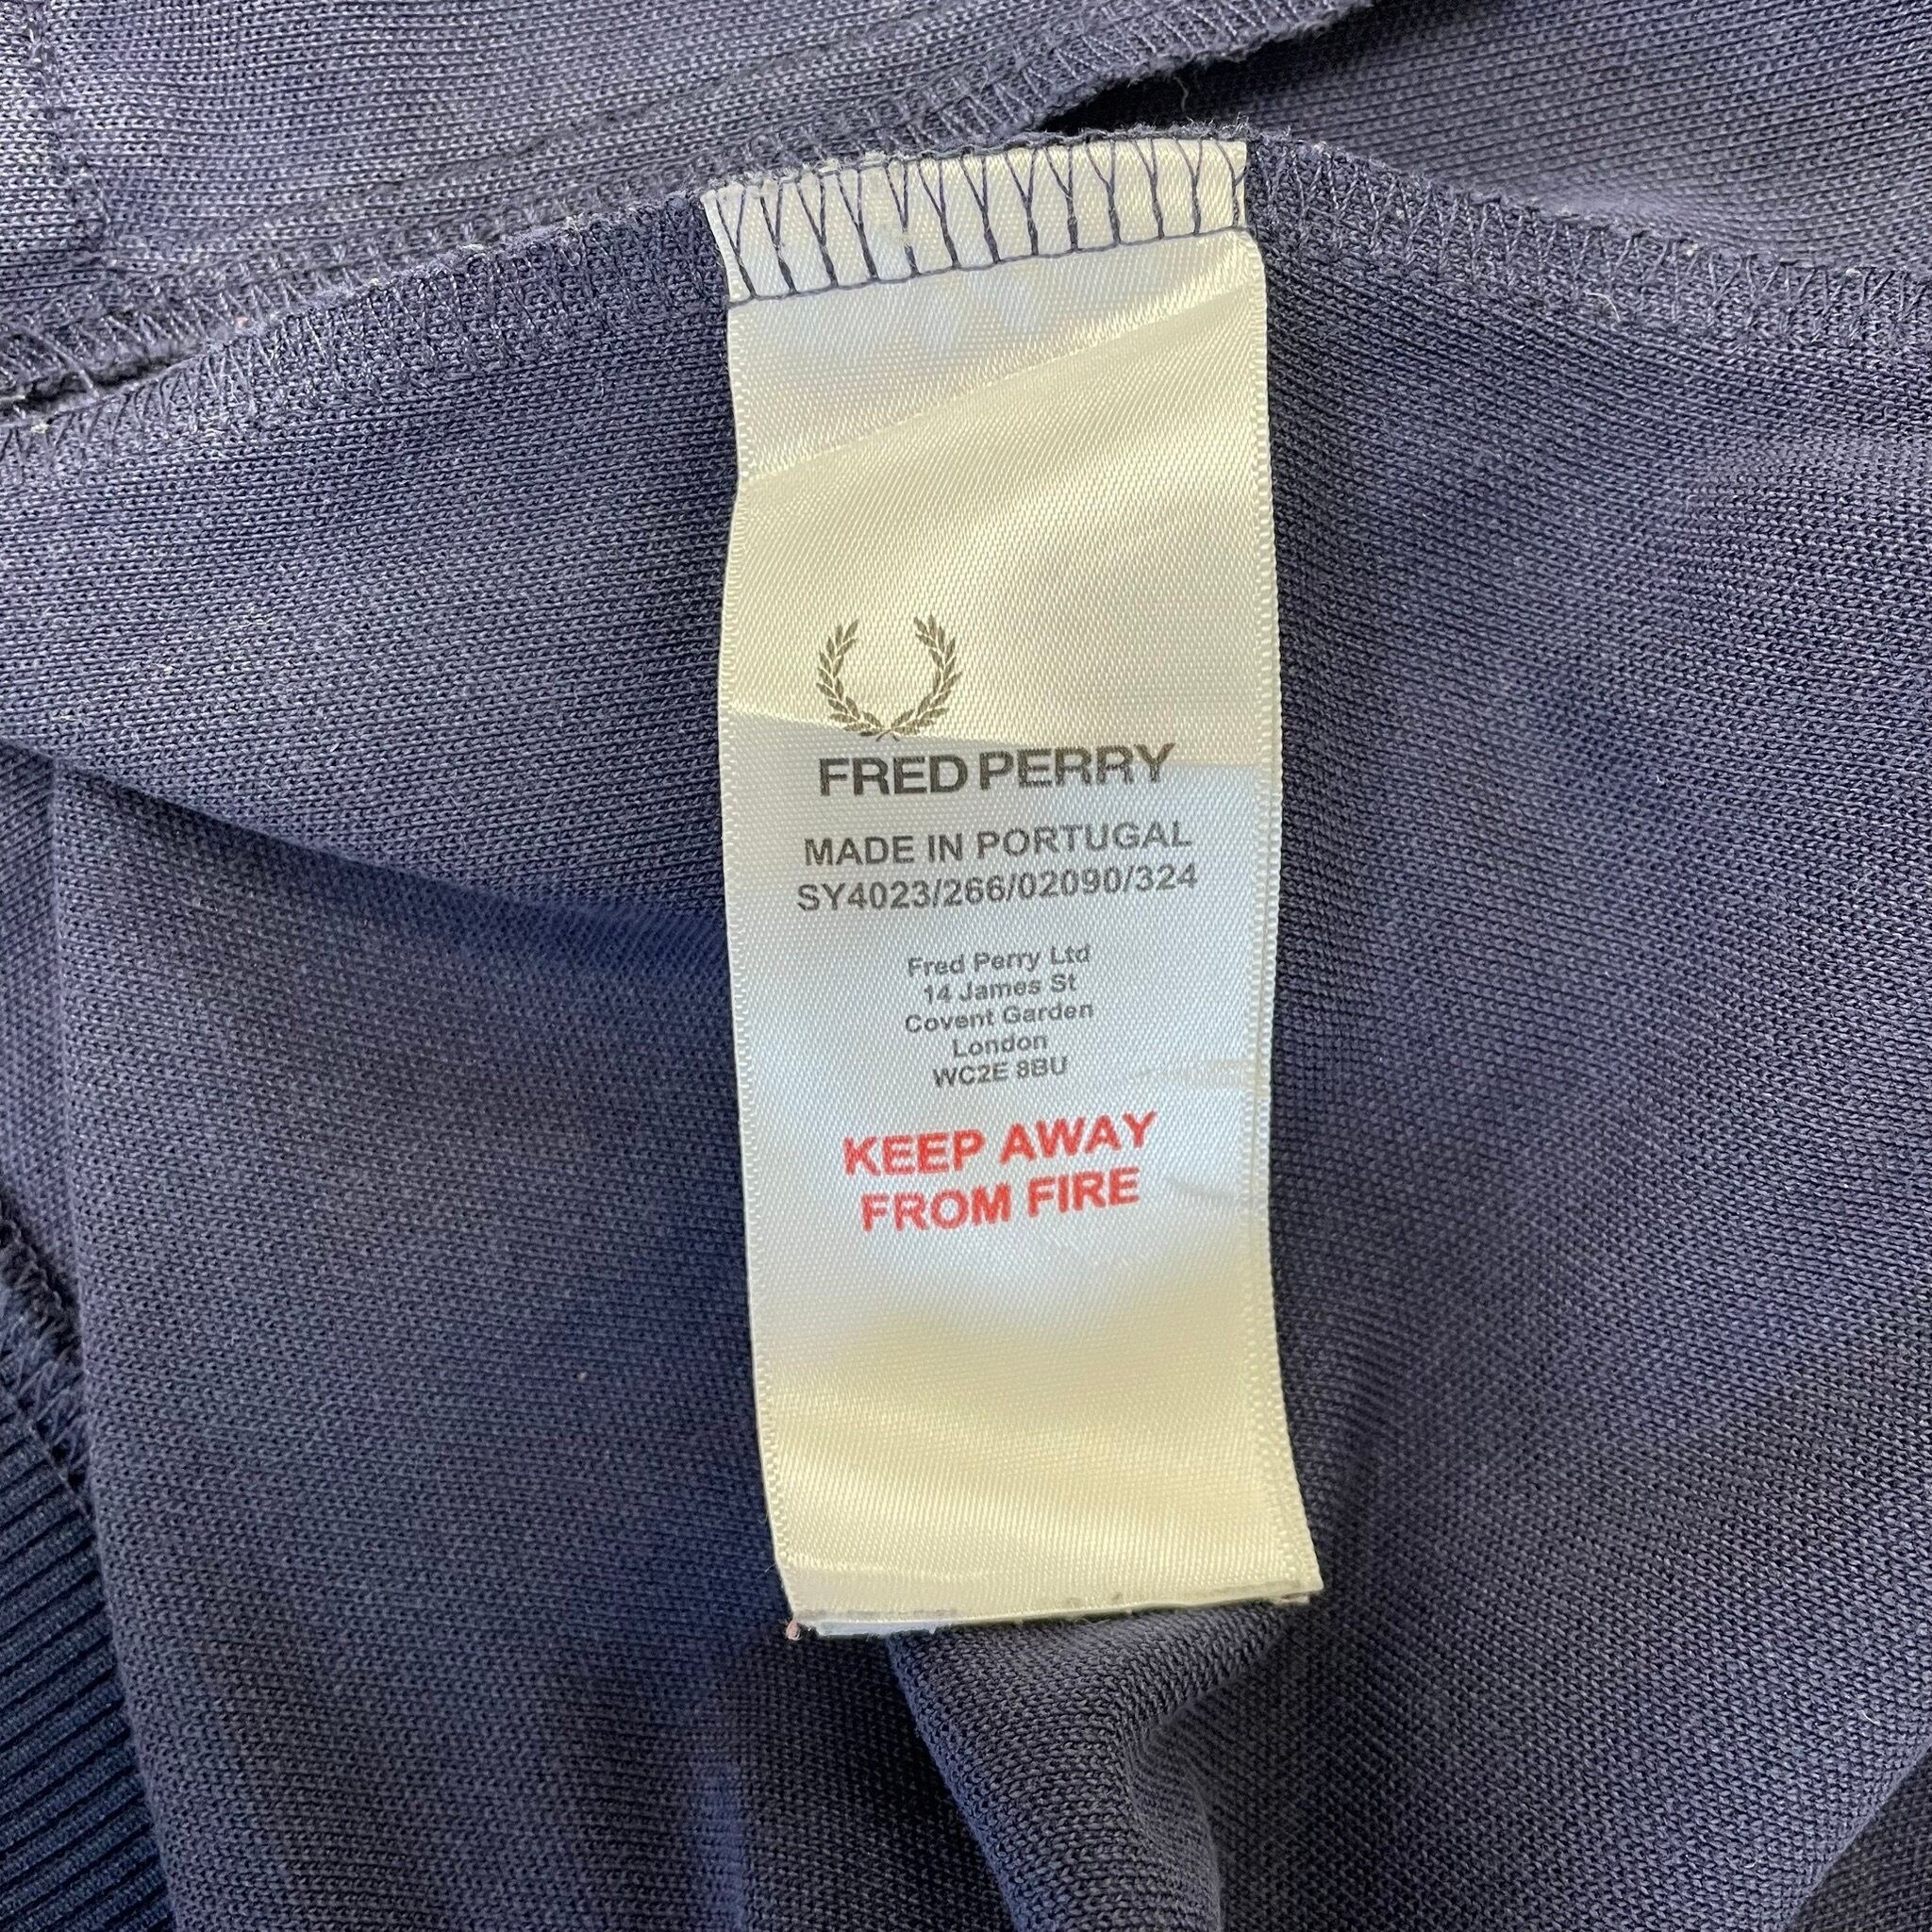 FRED PERRY
MADE IN PORTUGAL
SY4023/266/02090/324
Fred Perry Ltd
14 James St
Covent Garden
London
WC2E 8BU
KEEP AWAY
FROM FIRE